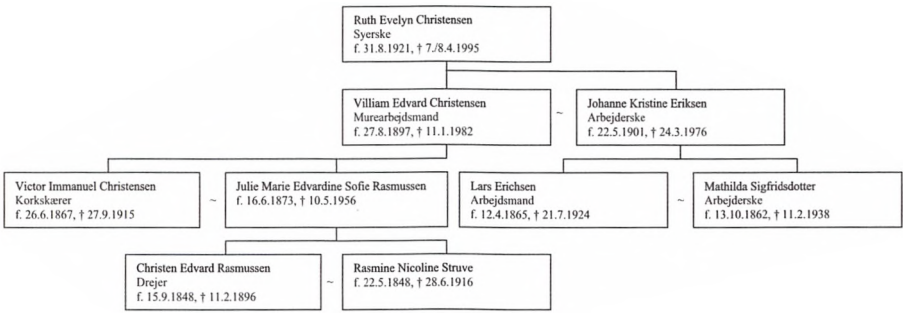 Ruth Evelyn Christensen
Syerske
f. 31.8.1921, † 7./8.4.1995
Villiam Edvard Christensen
Murearbejdsmand
f. 27.8.1897, † 11.1.1982
~
Johanne Kristine Eriksen
Arbejderske
f. 22.5.1901, † 24.3.1976
Victor Immanuel Christensen
Korkskærer
f. 26.6.1867, † 27.9.1915
~
Julie Marie Edvardine Sofie Rasmussen
f. 16.6.1873, † 10.5.1956
Lars Erichsen
Arbejdsmand
f. 12.4.1865, † 21.7.1924
~
Mathilda Sigfridsdotter
Arbejderske
f. 13.10.1862, † 11.2.1938
Christen Edvard Rasmussen
Drejer
f. 15.9.1848, † 11.2.1896
~
Rasmine Nicoline Struve
f. 22.5.1848, † 28.6.1916